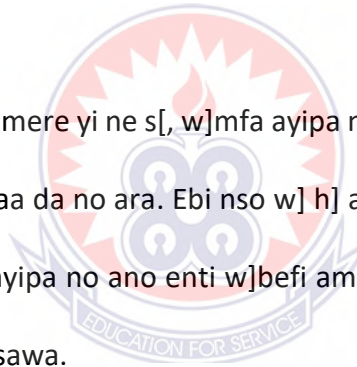 mere yi ne s[, w]mfa ayipa n
aa da no ara. Ebi nso w] h] a
ayipa no ano enti w]befi am
sawa.
EDUCATION FOR SERVICE